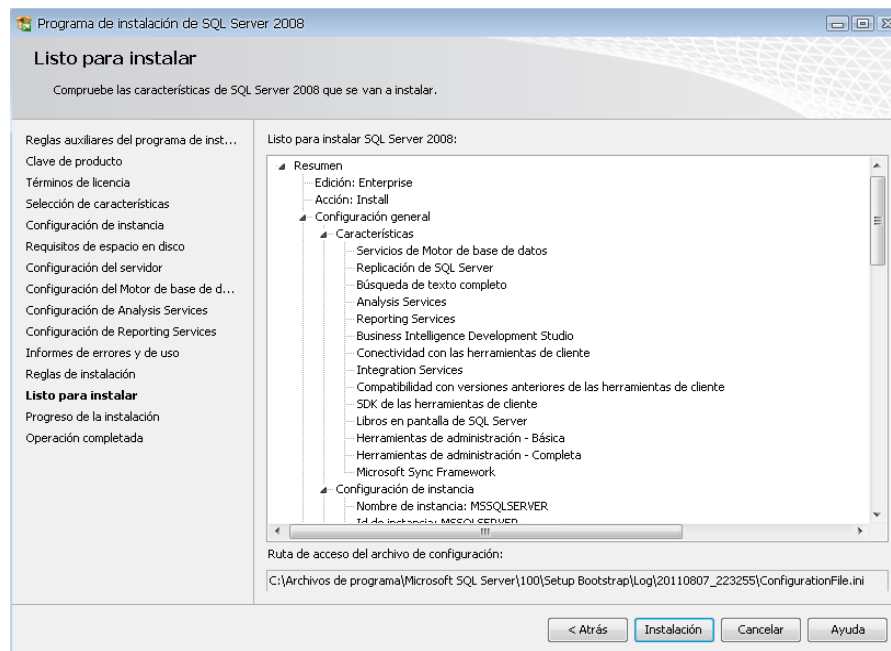 Programa de instalación de SQL Server 2008
Listo para instalar
Compruebe las características de SQL Server 2008 que se van a instalar.
Reglas auxiliares del programa de inst...
Clave de producto
Términos de licencia
Selección de características
Configuración de instancia
Requisitos de espacio en disco
Configuración del servidor
Configuración del Motor de base de d...
Configuración de Analysis Services
Configuración de Reporting Services
Informes de errores y de uso
Reglas de instalación
Listo para instalar
Progreso de la instalación
Operación completada
Listo para instalar SQL Server 2008:
Resumen
Edición: Enterprise
Acción: Install
Configuración general
Características
Servicios de Motor de base de datos
Replicación de SQL Server
Búsqueda de texto completo
Analysis Services
Reporting Services
Business Intelligence Development Studio
Conectividad con las herramientas de cliente
Integration Services
Compatibilidad con versiones anteriores de las herramientas de cliente
SDK de las herramientas de cliente
Libros en pantalla de SQL Server
Herramientas de administración - Básica
Herramientas de administración - Completa
Microsoft Sync Framework
Configuración de instancia
Nombre de instancia: MSSQLSERVER
Id de instancia: MSSQLSERVER
Ruta de acceso del archivo de configuración:
C:\Archivos de programa\Microsoft SQL Server\100\Setup Bootstrap\Log\20110807_223255\ConfigurationFile.ini
< Atrás
Instalación
Cancelar
Ayuda